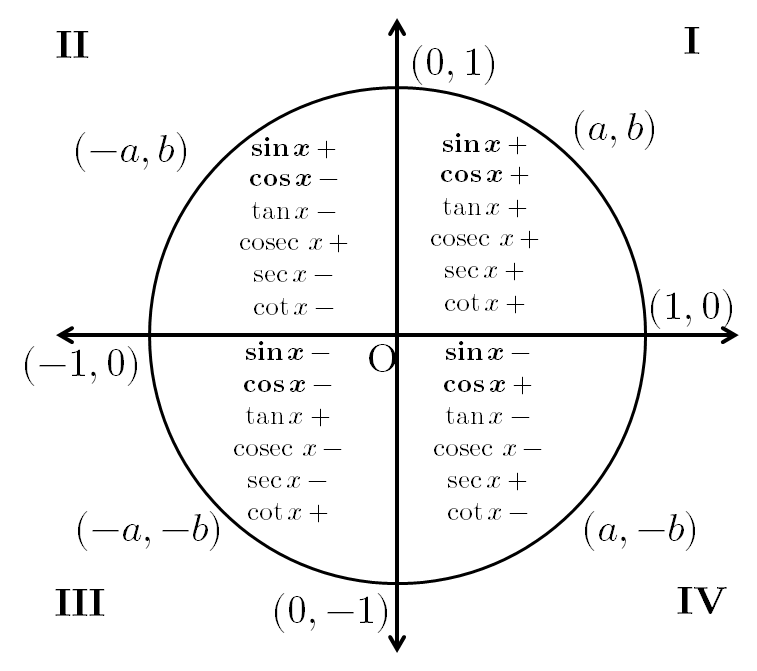 II
I
(0, 1)
(−a, b)
(a, b)
sin x +
cos x −
tan x −
cosec x +
sec x −
cot x −
sin x +
cos x +
tan x +
cosec x +
sec x +
cot x +
(1, 0)
(−1, 0)
O
sin x −
cos x −
tan x +
cosec x −
sec x −
cot x +
sin x −
cos x +
tan x −
cosec x −
sec x +
cot x −
(−a, −b)
(a, −b)
III
(0, −1)
IV